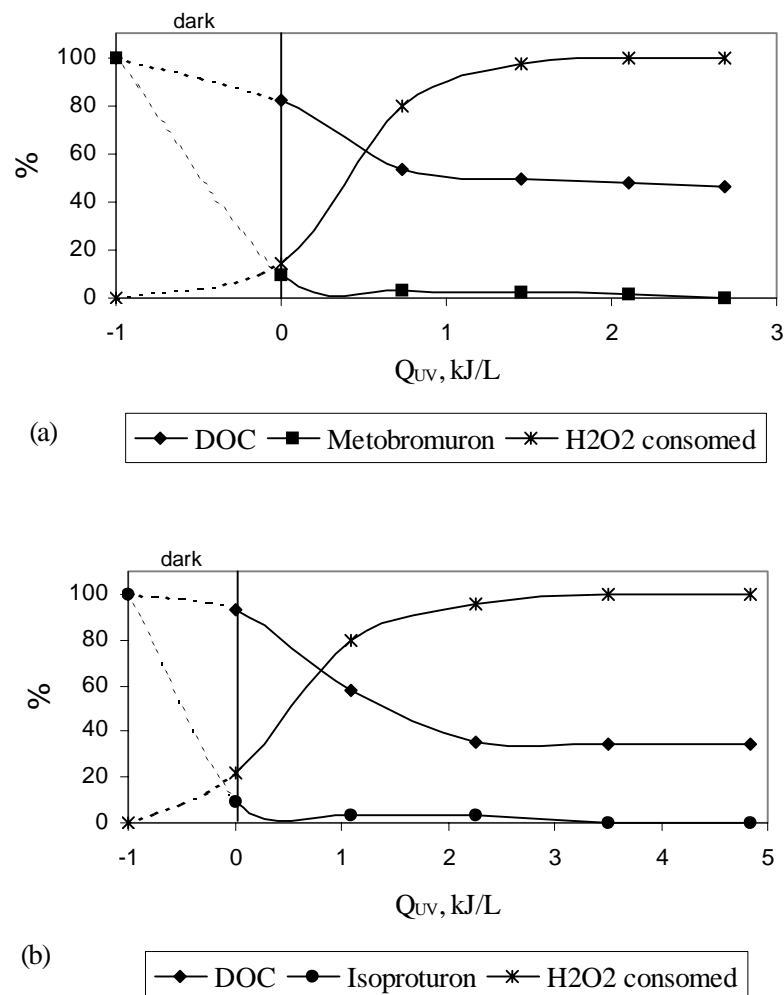 dark
100
80
60
40
20
0
%
-1 0 1 2 3
QUV, kJ/L
(a)
DOC Metobromuron H2O2 consomed
dark
100
80
60
40
20
0
%
-1 0 1 2 3 4 5
QUV, kJ/L
(b)
DOC Isoproturon H2O2 consomed